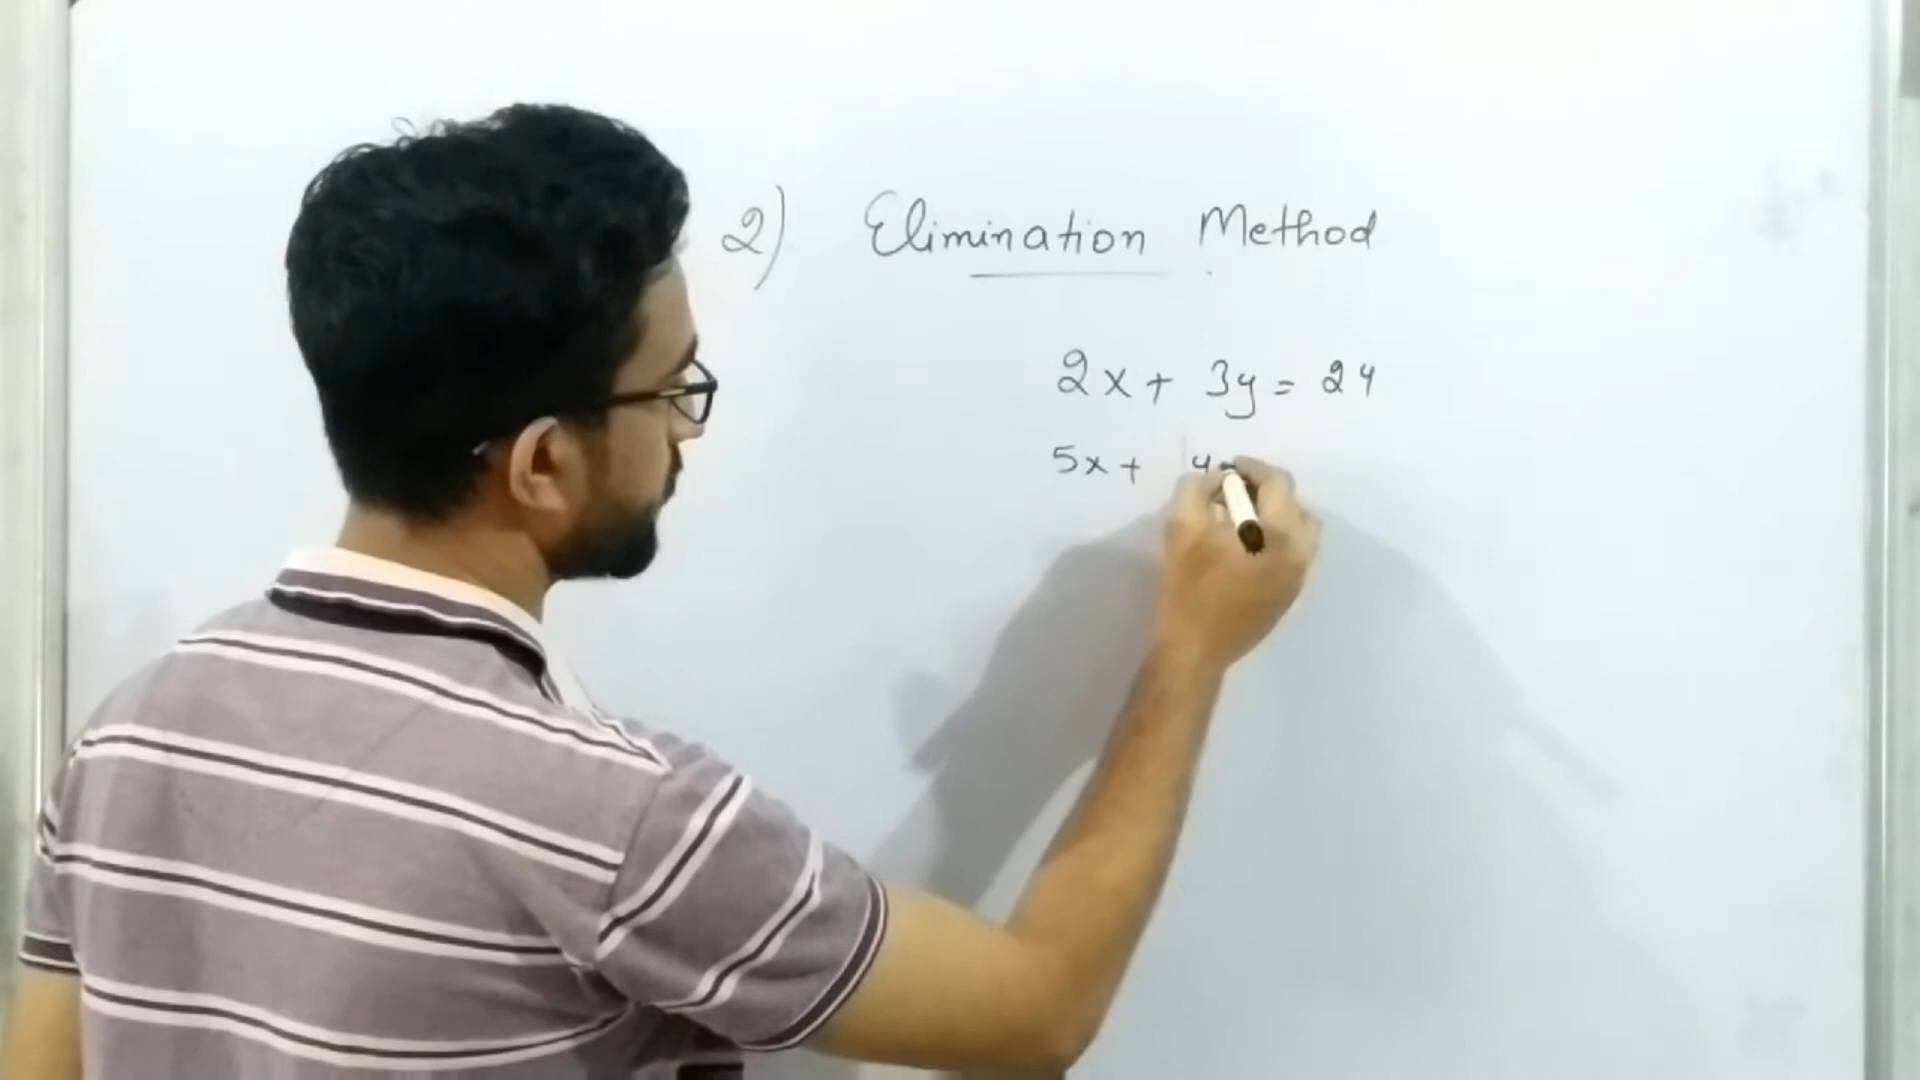 2) Elimination Method
2x + 3y = 24
5x + 4